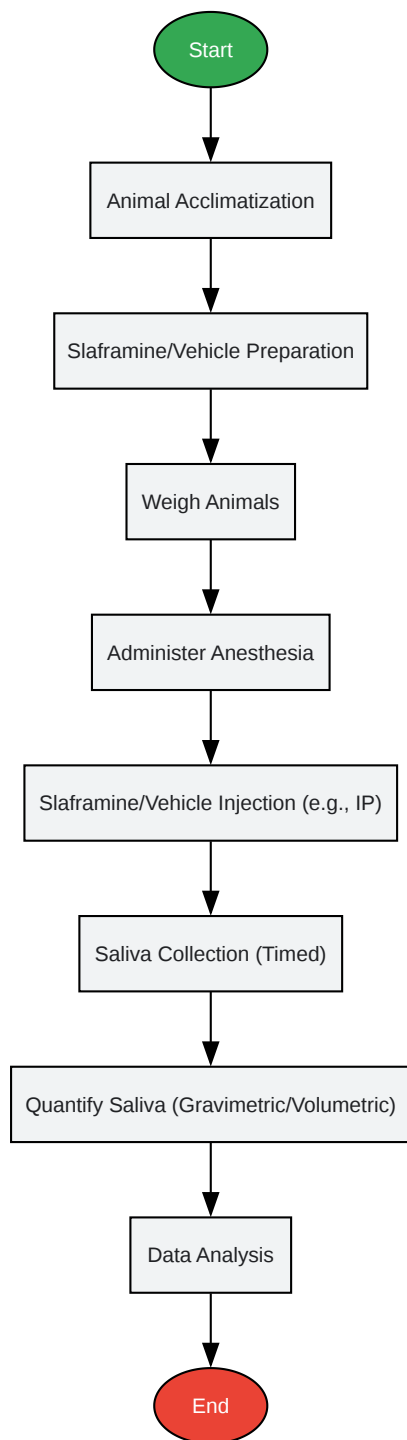 Start
Animal Acclimatization
Slaframine/Vehicle Preparation
Weigh Animals
Administer Anesthesia
Slaframine/Vehicle Injection (e.g., IP)
Saliva Collection (Timed)
Quantify Saliva (Gravimetric/Volumetric)
Data Analysis
End